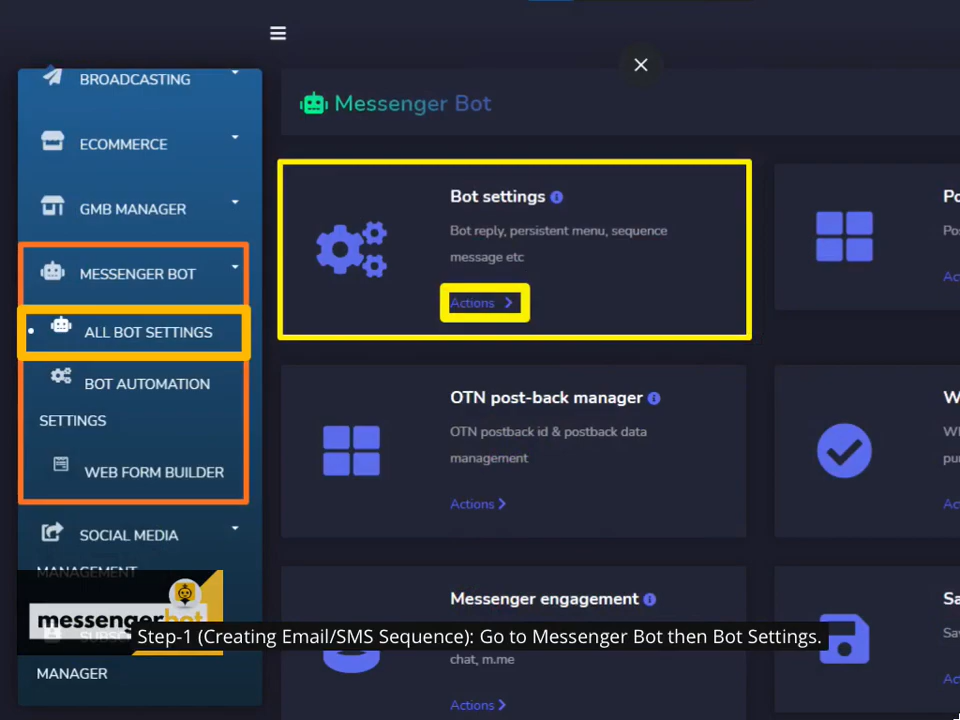 BROADCASTING
ECOMMERCE
GMB MANAGER
MESSENGER BOT
ALL BOT SETTINGS
BOT AUTOMATION
SETTINGS
WEB FORM BUILDER
SOCIAL MEDIA
MANAGEMENT
MANAGER
Messenger Bot
Bot settings
Bot reply, persistent menu, sequence
message etc
Actions
OTN post-back manager
OTN postback id & postback data
management
Actions
Messenger engagement
chat, m.me
Actions
messengerbot
Step-1 (Creating Email/SMS Sequence): Go to Messenger Bot then Bot Settings.